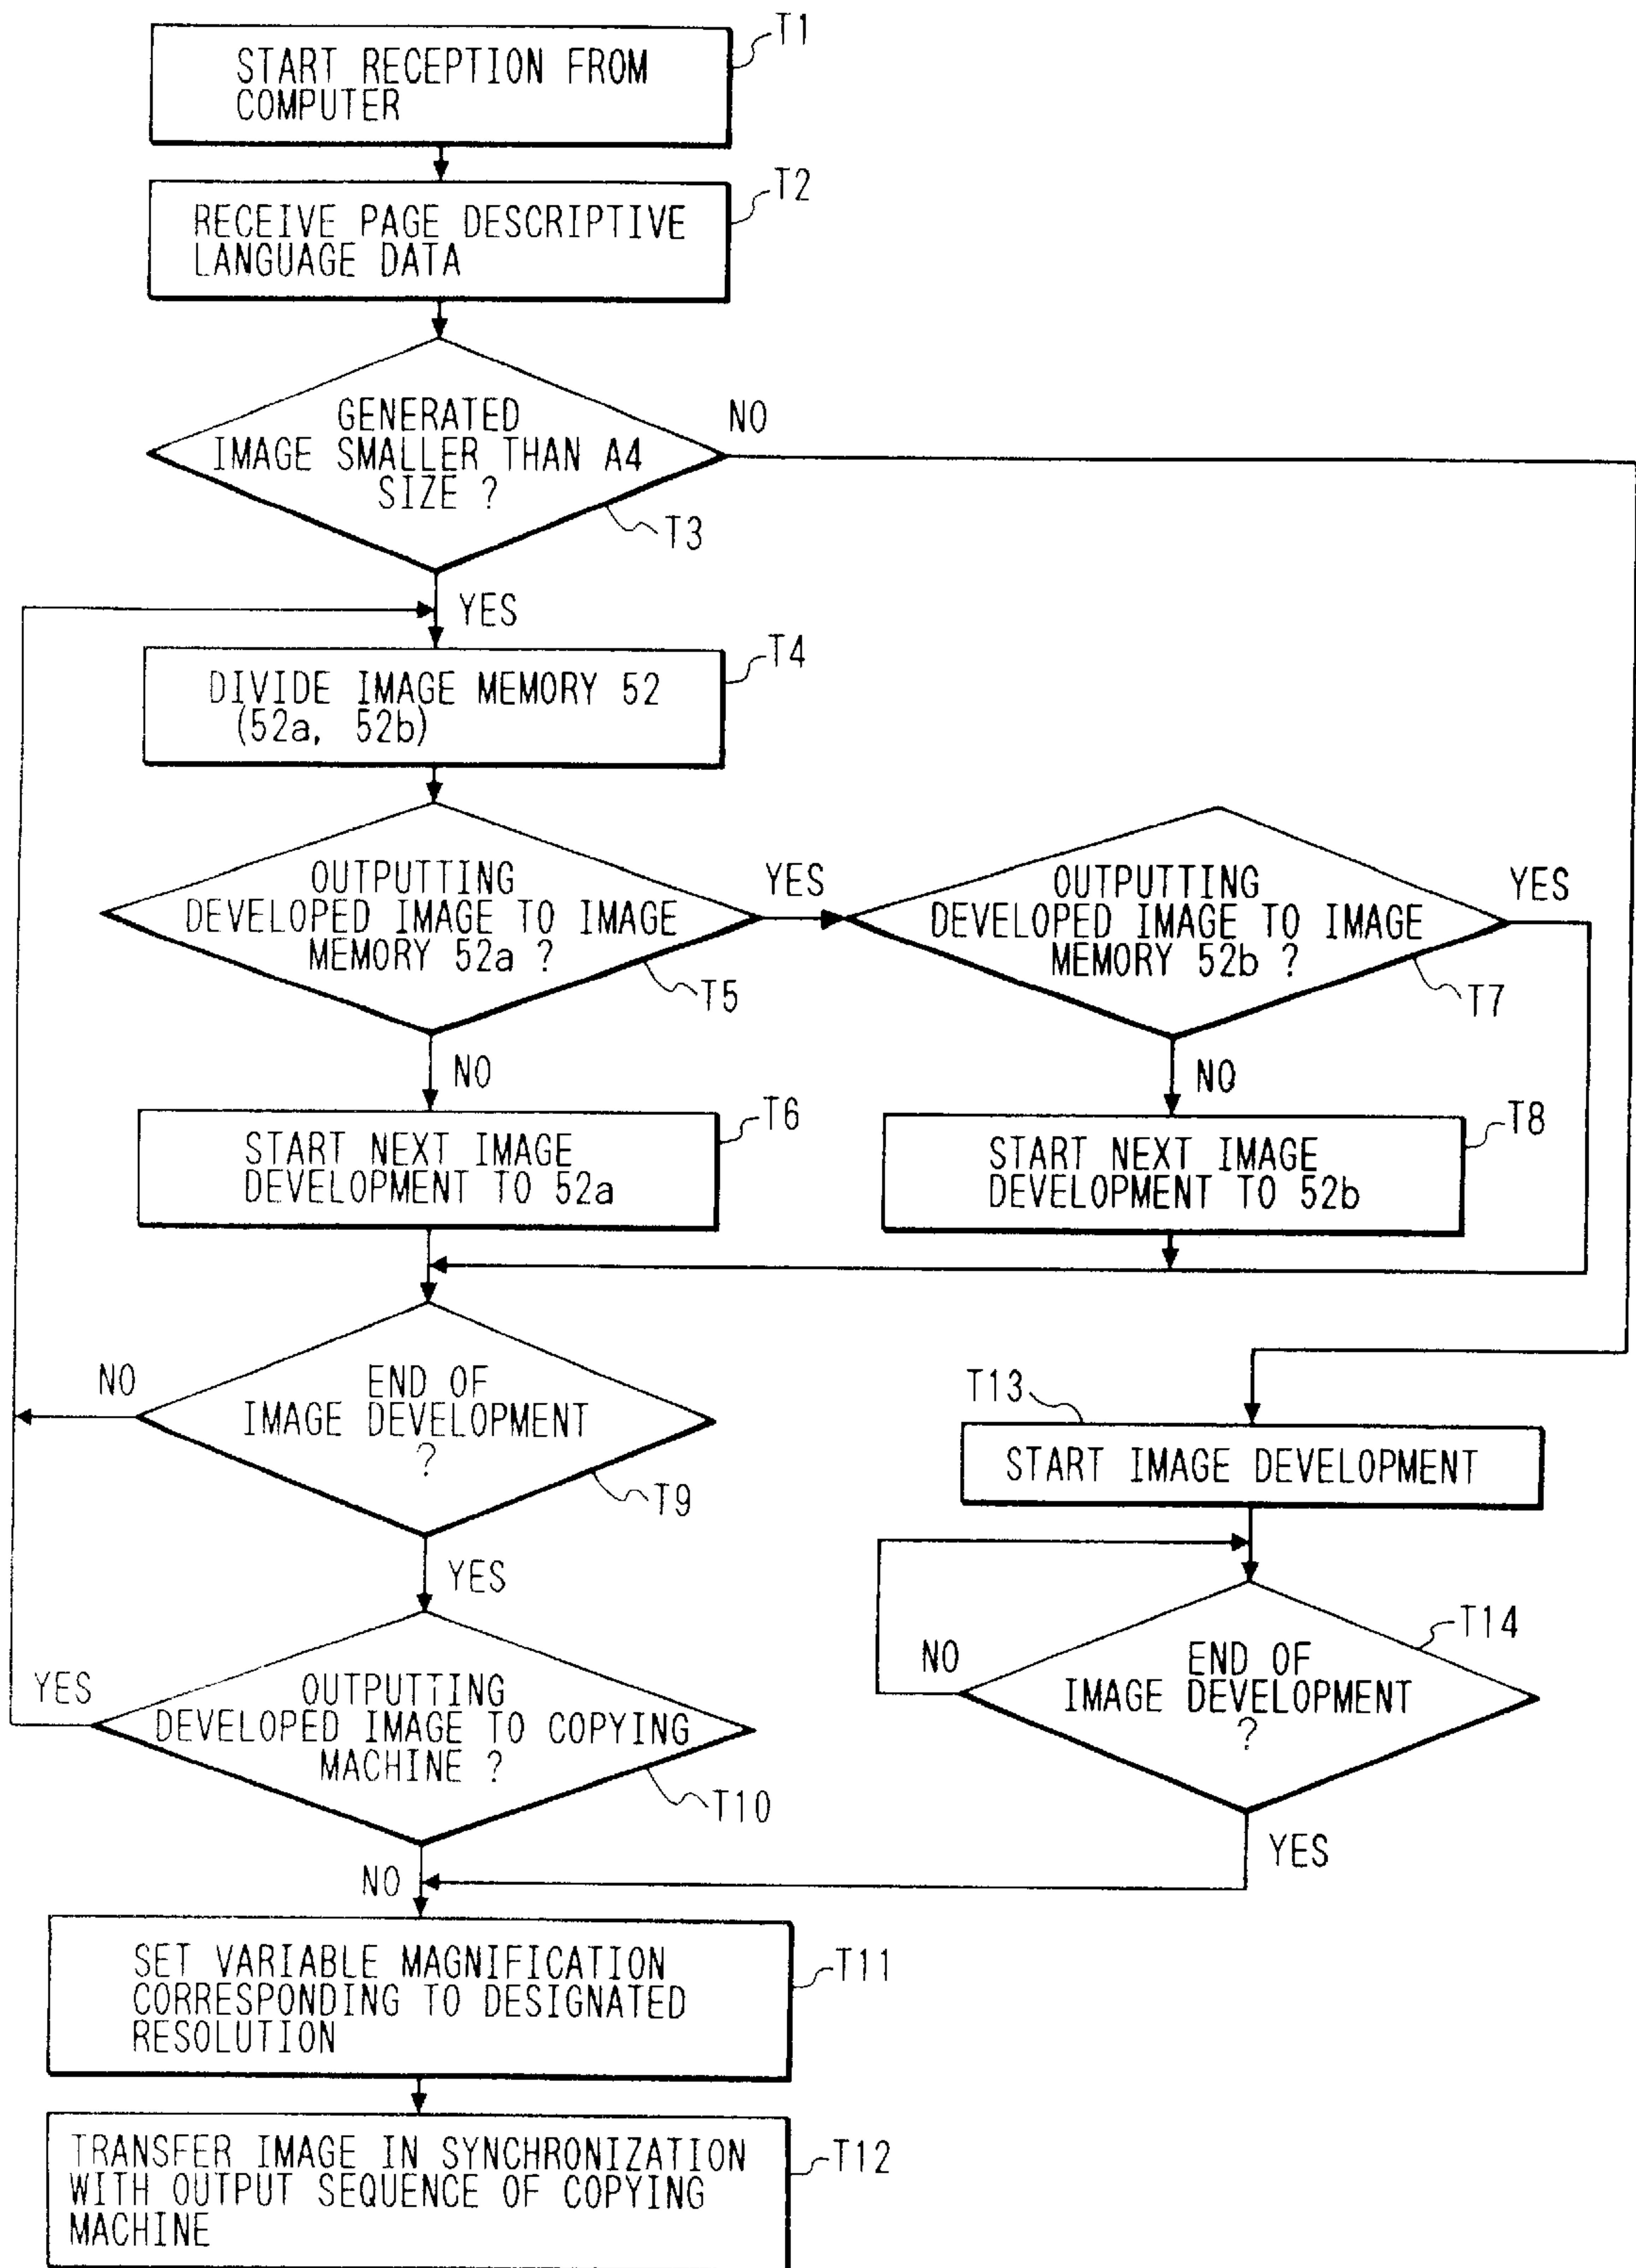 T1
START RECEPTION FROM
COMPUTER
T2
RECEIVE PAGE DESCRIPTIVE
LANGUAGE DATA
GENERATED
IMAGE SMALLER THAN A4
SIZE ?
NO
T3
YES
T4
DIVIDE IMAGE MEMORY 52
(52a, 52b)
OUTPUTTING
DEVELOPED IMAGE TO IMAGE
MEMORY 52a ?
YES
T5
OUTPUTTING
DEVELOPED IMAGE TO IMAGE
MEMORY 52b ?
YES
T7
NO
NO
T6
START NEXT IMAGE
DEVELOPMENT TO 52a
T8
START NEXT IMAGE
DEVELOPMENT TO 52b
NO
END OF
IMAGE DEVELOPMENT
?
T9
T13
START IMAGE DEVELOPMENT
YES
T14
NO
END OF
IMAGE DEVELOPMENT
?
YES
YES
OUTPUTTING
DEVELOPED IMAGE TO COPYING
MACHINE ?
T10
NO
T11
SET VARIABLE MAGNIFICATION
CORRESPONDING TO DESIGNATED
RESOLUTION
T12
TRANSFER IMAGE IN SYNCHRONIZATION
WITH OUTPUT SEQUENCE OF COPYING
MACHINE